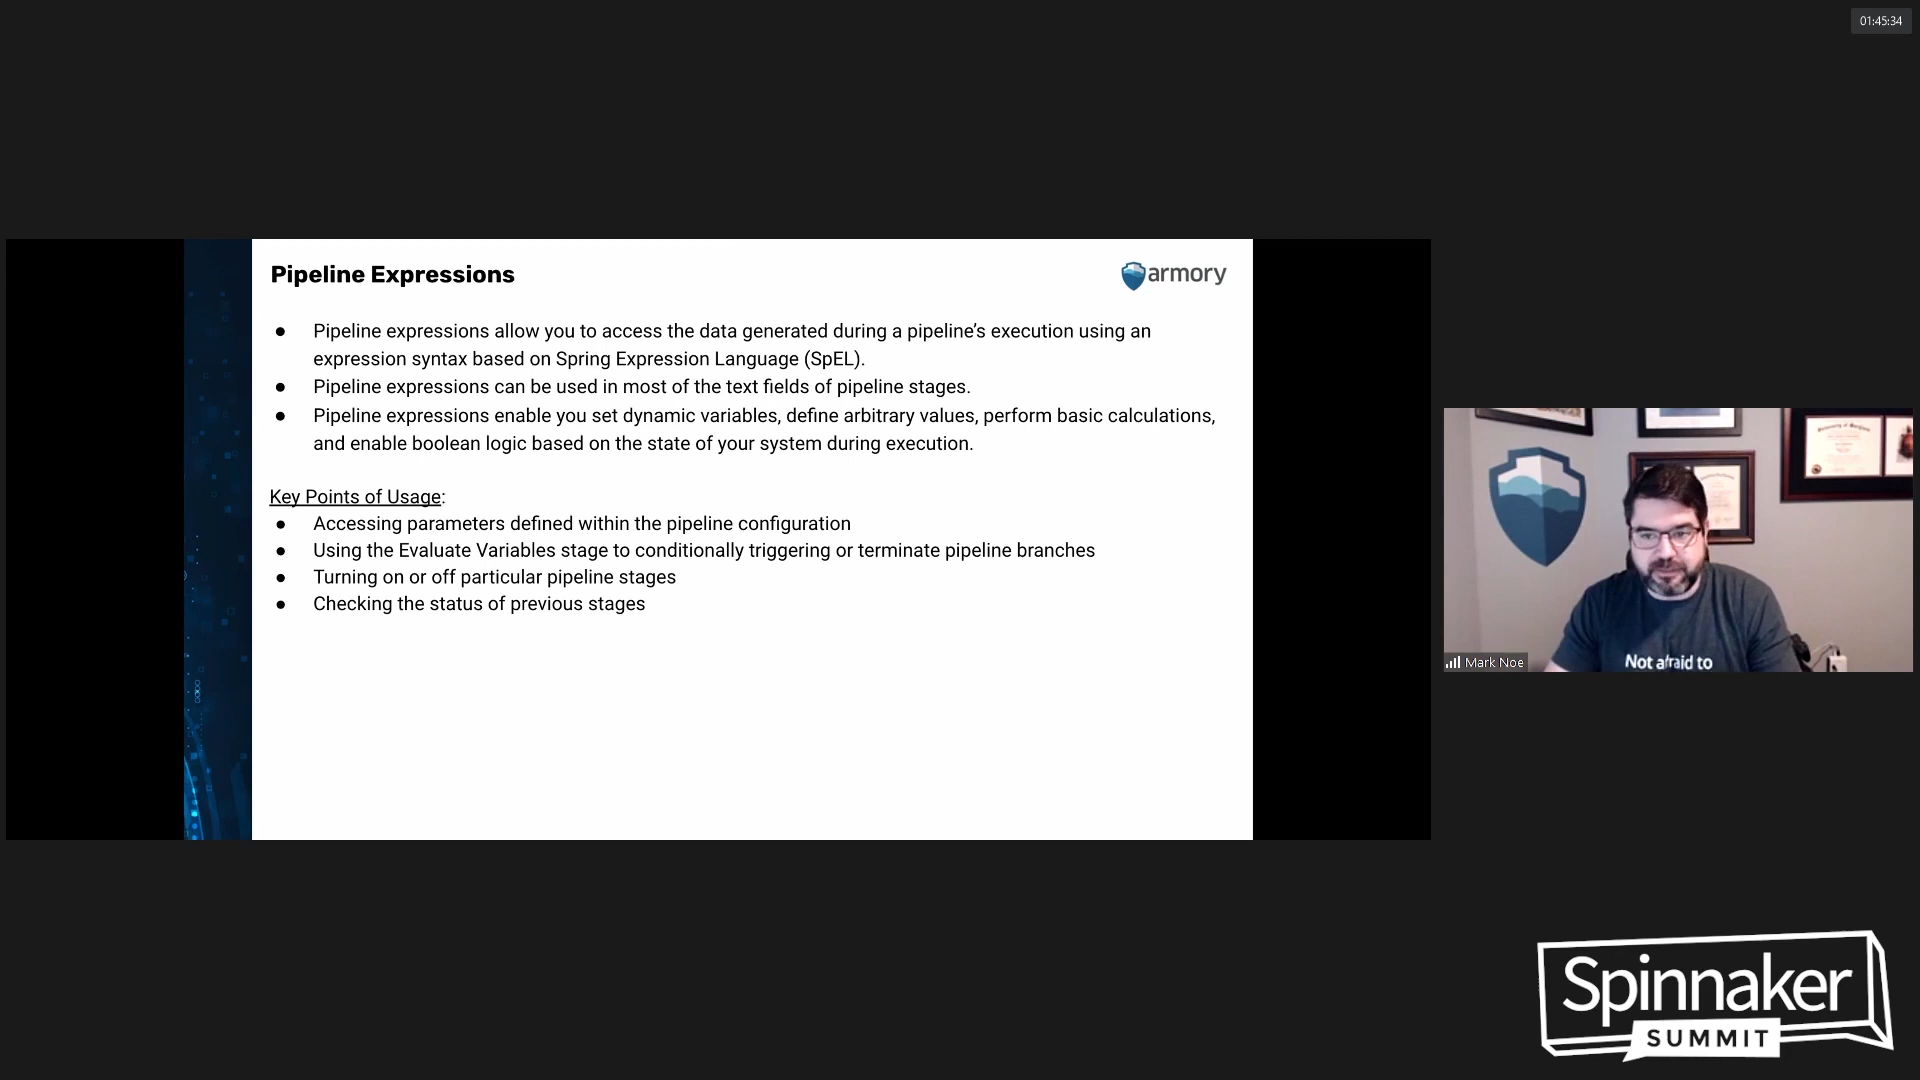 01:45:34
Pipeline Expressions
armory
● Pipeline expressions allow you to access the data generated during a pipeline’s execution using an
expression syntax based on Spring Expression Language (SpEL).
● Pipeline expressions can be used in most of the text fields of pipeline stages.
● Pipeline expressions enable you set dynamic variables, define arbitrary values, perform basic calculations,
and enable boolean logic based on the state of your system during execution.
Key Points of Usage:
● Accessing parameters defined within the pipeline configuration
● Using the Evaluate Variables stage to conditionally triggering or terminate pipeline branches
● Turning on or off particular pipeline stages
● Checking the status of previous stages
Not afraid to
Mark Noe
Spinnaker
SUMMIT